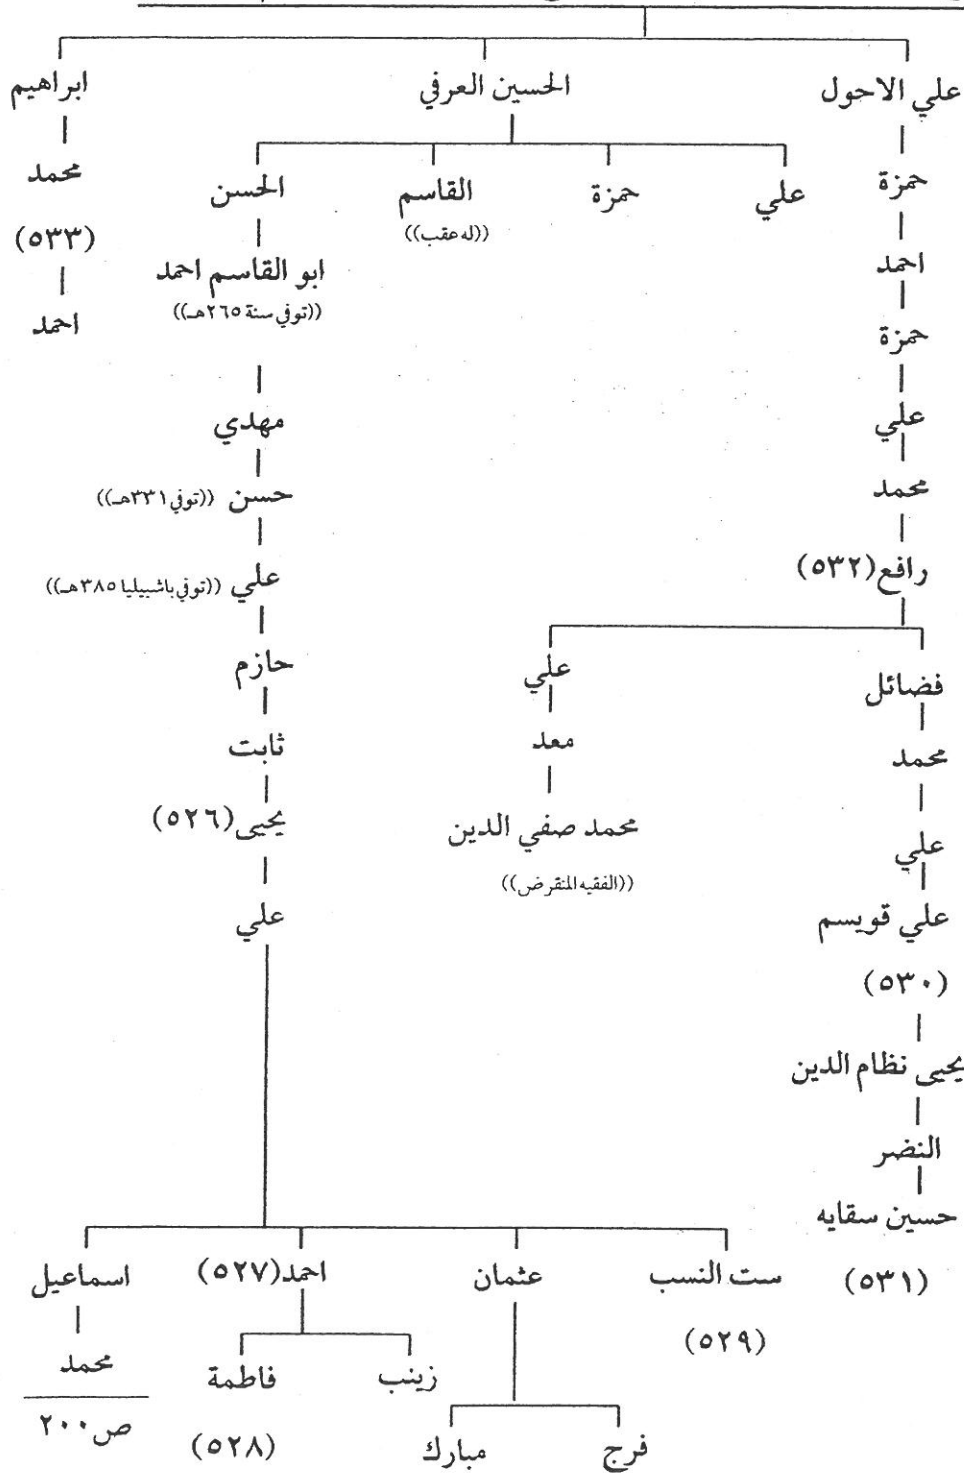 علي الاحول
الحسين العرفي
ابراهيم
حمزة
احمد
حمزة
علي
محمد
رافع (٥٣٢)
فضائل
علي
محمد
علي
علي قويسم
(٥٣٠)
يحيى نظام الدين
النضر
حسين سقايه
(٥٣١)
معد
محمد صفي الدين
((الفقيه المنقرض))
علي
حمزة
القاسم
((له عقب))
الحسن
ابو القاسم احمد
((توفي سنة ٢٦٥هـ))
مهدي
حسن ((توفي ٣٣١هـ))
علي ((توفي باشبيليا ٣٨٥هـ))
حازم
ثابت
يحيى (٥٢٦)
علي
ست النسب
(٥٢٩)
عثمان
فرج
مبارك
احمد (٥٢٧)
زينب
فاطمة
(٥٢٨)
اسماعيل
محمد
ص٢٠٠
محمد
(٥٣٣)
احمد